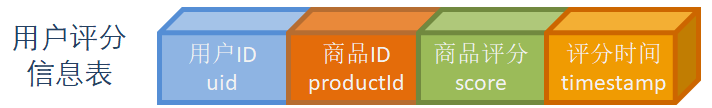 用户评分
信息表
用户ID
uid
商品ID
productId
商品评分
score
评分时间
timestamp